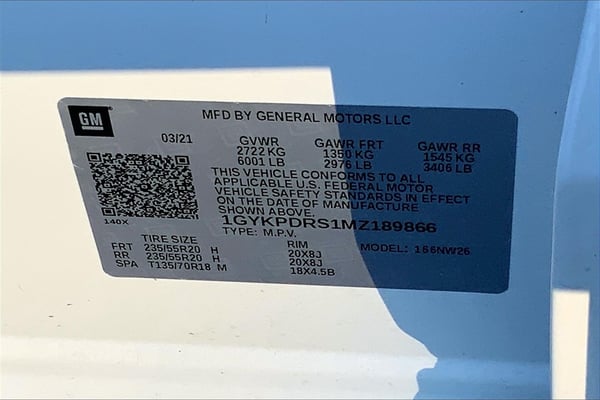 GM
MFD BY GENERAL MOTORS LLC
03/21
GVWR GAWR FRT GAWR RR
2722 KG 1350 KG 1545 KG
6001 LB 2976 LB 3406 LB
THIS VEHICLE CONFORMS TO ALL
APPLICABLE U.S. FEDERAL MOTOR
VEHICLE SAFETY STANDARDS IN EFFECT
ON THE DATE OF MANUFACTURE
SHOWN ABOVE.
140X
1GYKPDRS1MZ189866
TYPE: M.P.V. MODEL: 166NW26
TIRE SIZE RIM
FRT 235/55R20 H 20X8J
RR 235/55R20 H 20X8J
SPA T135/70R18 M 18X4.5B